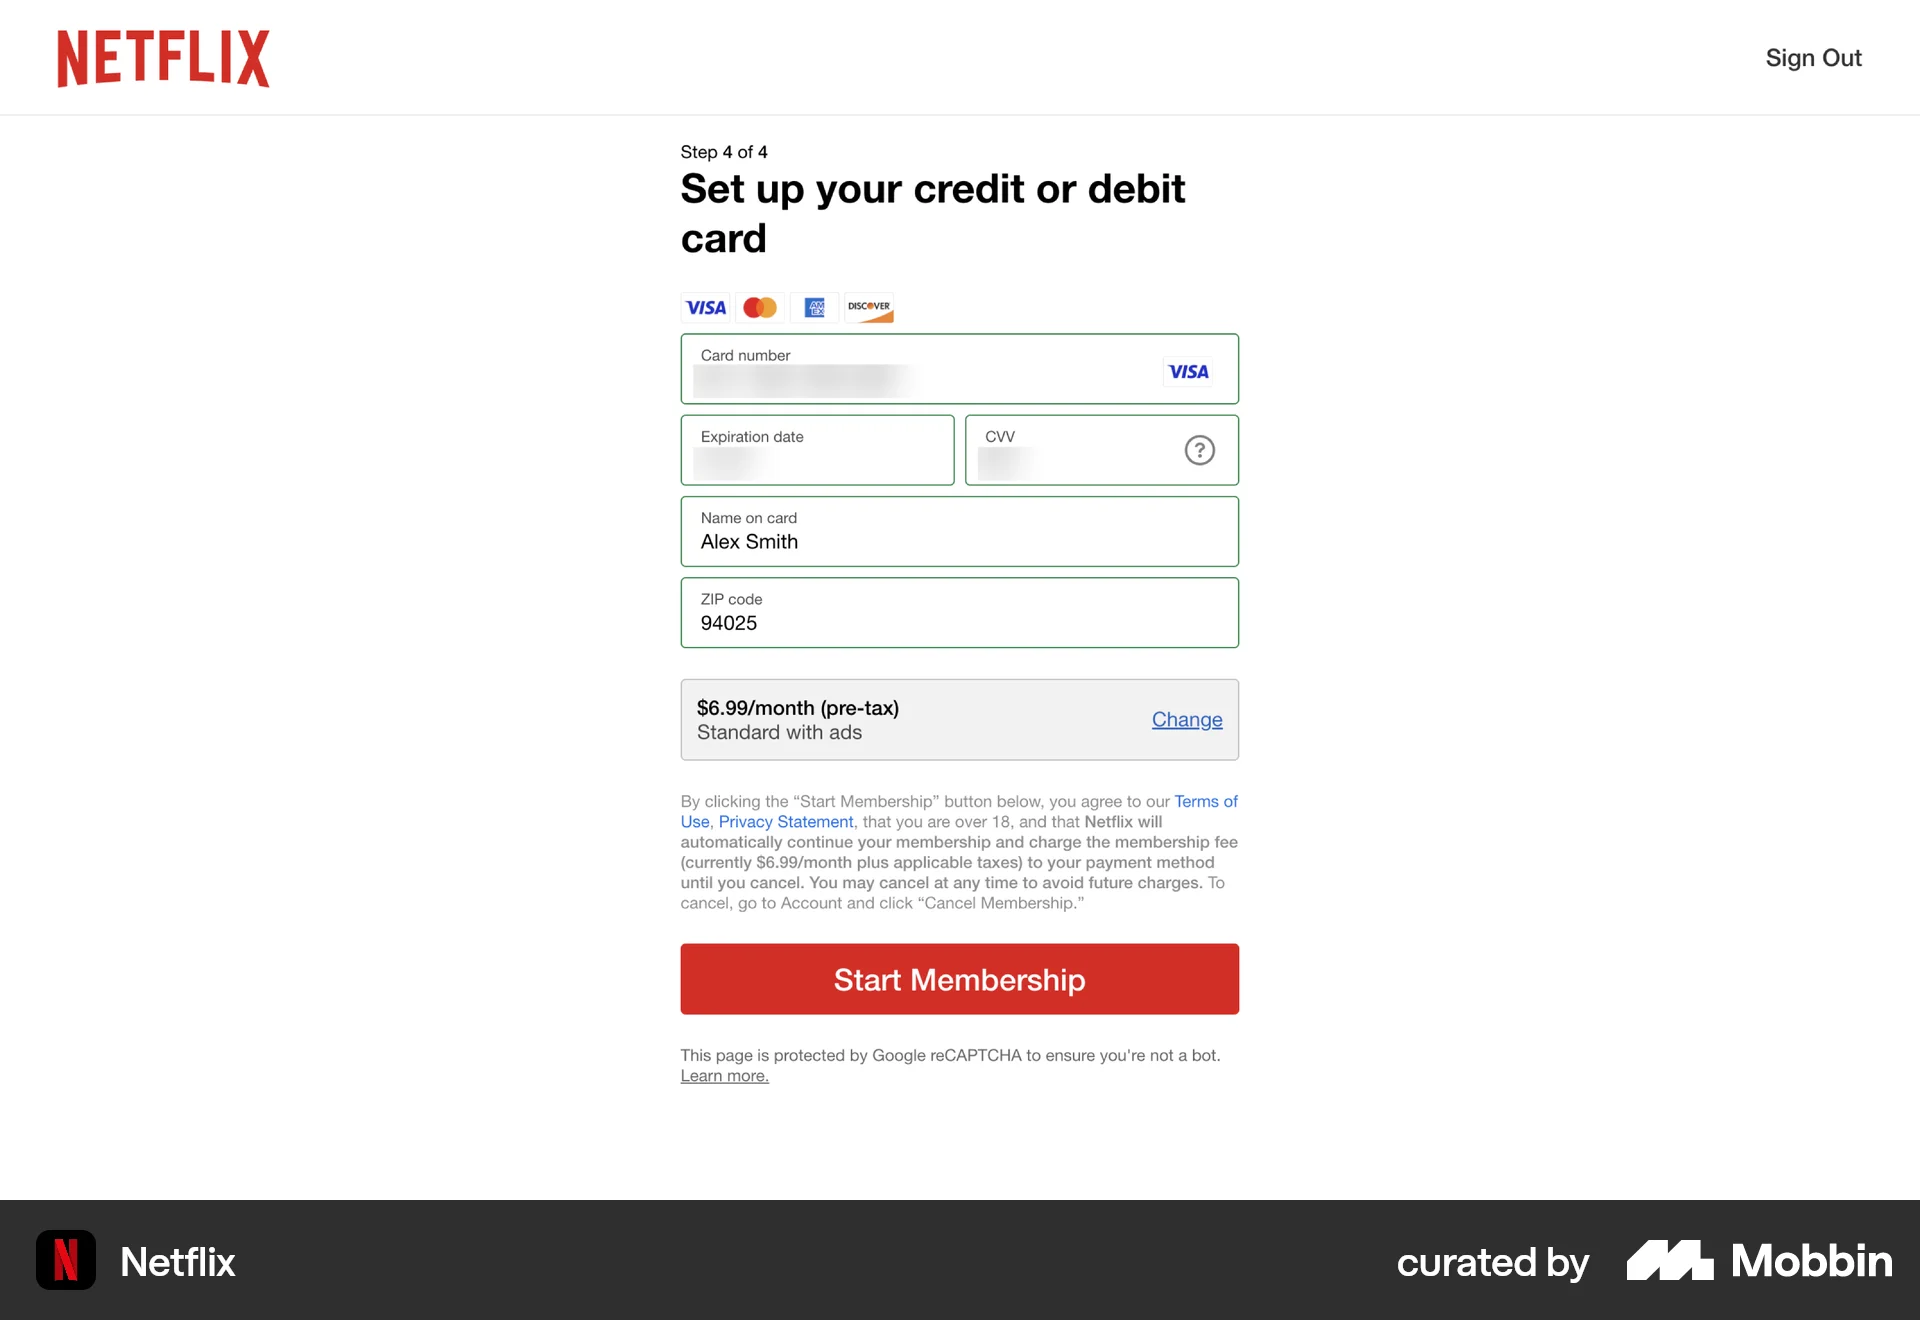 NETFLIX
Sign Out
Step 4 of 4
Set up your credit or debit
card
VISA
AM
EX
DISCOVER
Card number
VISA
Expiration date
CVV
?
Name on card
Alex Smith
ZIP code
94025
$6.99/month (pre-tax)
Standard with ads
Change
By clicking the “Start Membership” button below, you agree to our Terms of
Use, Privacy Statement, that you are over 18, and that Netflix will
automatically continue your membership and charge the membership fee
(currently $6.99/month plus applicable taxes) to your payment method
until you cancel. You may cancel at any time to avoid future charges. To
cancel, go to Account and click “Cancel Membership.”
Start Membership
This page is protected by Google reCAPTCHA to ensure you're not a bot.
Learn more.
N
Netflix
curated by
Mobbin